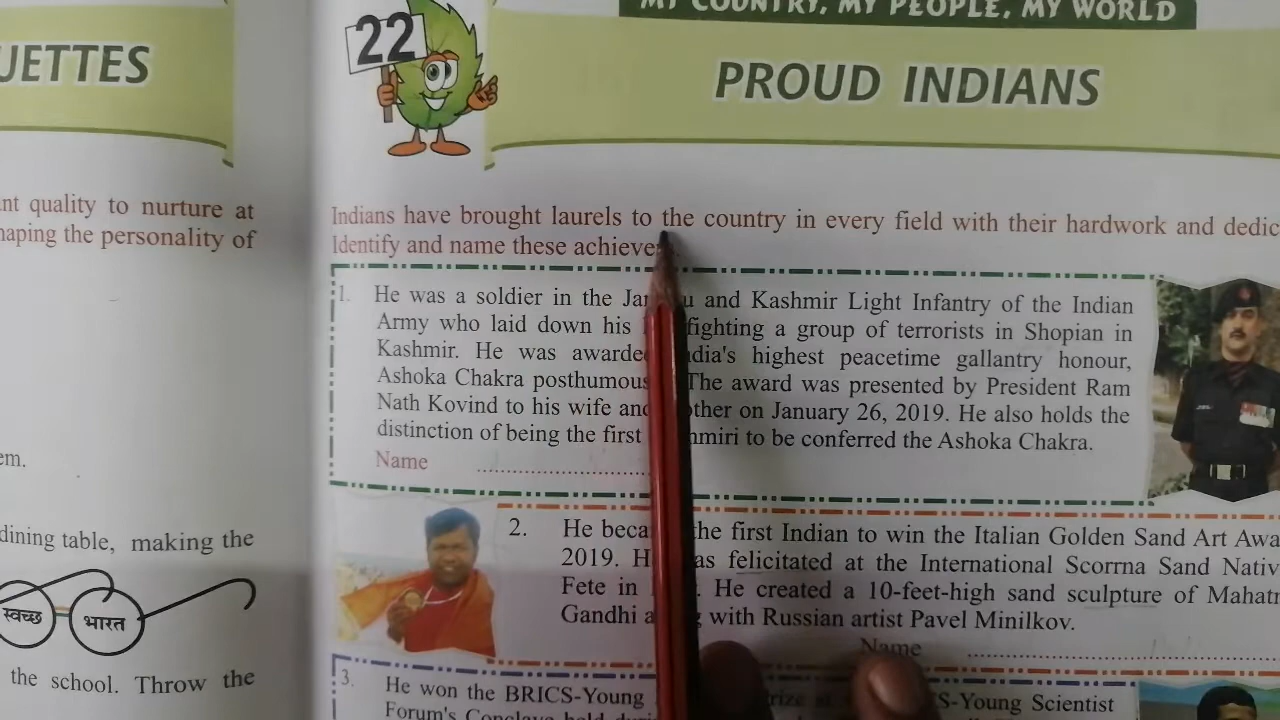 MY COUNTRY, MY PEOPLE, MY WORLD
22
PROUD INDIANS
UETTES
nt quality to nurture at
haping the personality of
em.
dining table, making the
स्वच्छ भारत
the school. Throw the
Indians have brought laurels to the country in every field with their hardwork and dedic
Identify and name these achieve
1. He was a soldier in the Ja u and Kashmir Light Infantry of the Indian
Army who laid down his fighting a group of terrorists in Shopian in
Kashmir. He was awarde dia's highest peacetime gallantry honour,
Ashoka Chakra posthumous The award was presented by President Ram
Nath Kovind to his wife and other on January 26, 2019. He also holds the
distinction of being the first hmiri to be conferred the Ashoka Chakra.
Name
2. He beca the first Indian to win the Italian Golden Sand Art Awa
2019. H as felicitated at the International Scorrna Sand Nativ
Fete in He created a 10-feet-high sand sculpture of Mahat
Gandhi a g with Russian artist Pavel Minilkov.
Name
3. He won the BRICS-Young rize S-Young Scientist
Forum's Conclave held